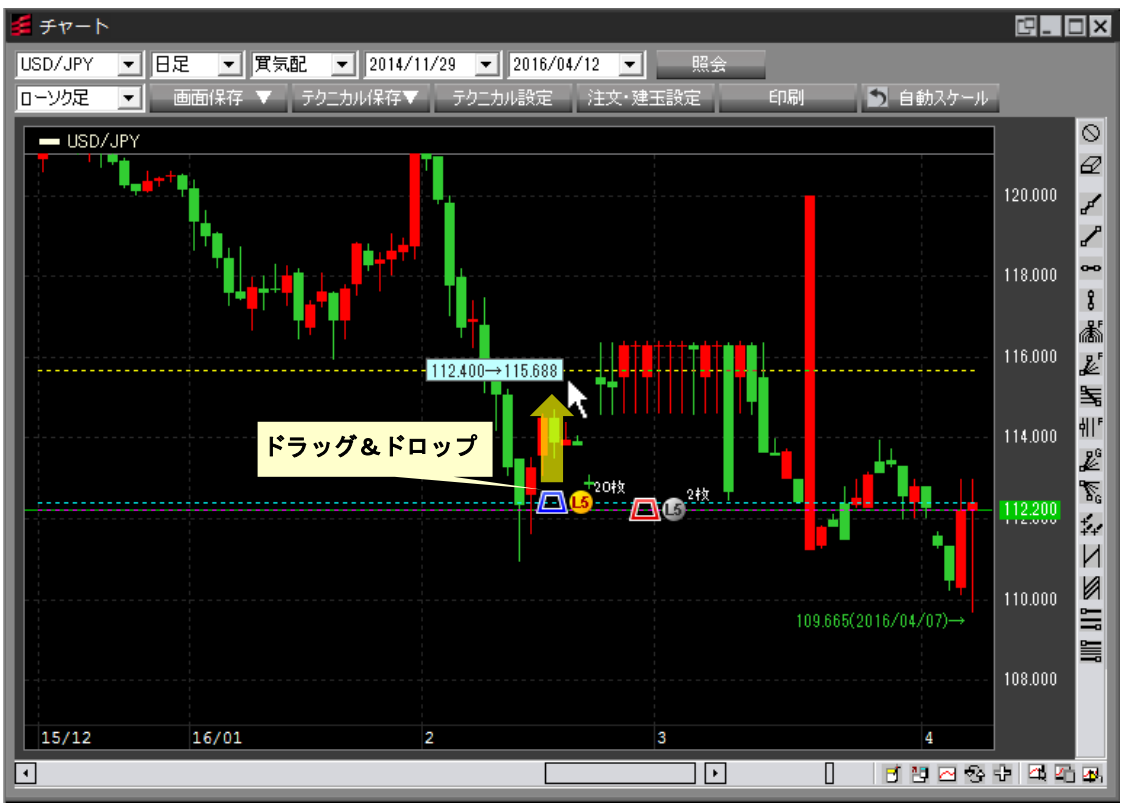 チャート
USD/JPY 日足 買気配 2014/11/29 2016/04/12 照会
ローソク足 画面保存 ▼ テクニカル保存▼ テクニカル設定 注文・建玉設定 印刷 自動スケール
USD/JPY
120.000
118.000
116.000
112.400→115.688
114.000
ドラッグ&ドロップ
L5 20枚 L5 2枚
112.200
112.000
110.000
109.665(2016/04/07)→
108.000
15/12 16/01 2 3 4